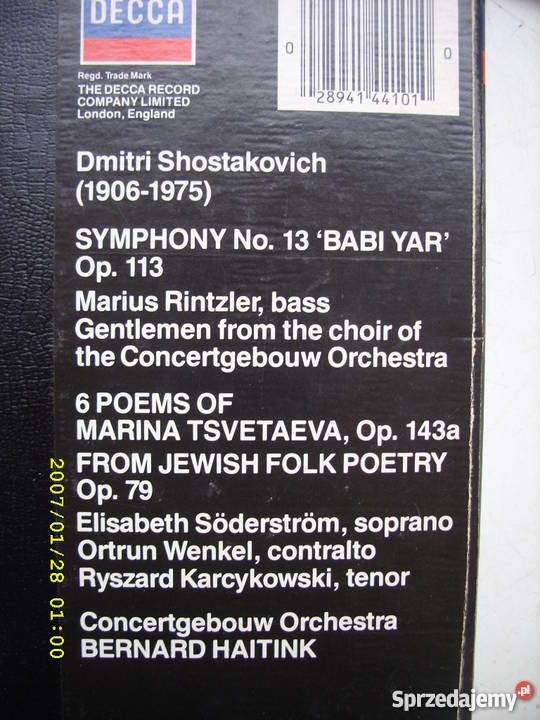 DECCA
Regd. Trade Mark
THE DECCA RECORD
COMPANY LIMITED
London, England
0 28941 44101 0
Dmitri Shostakovich
(1906-1975)
SYMPHONY No. 13 ‘BABI YAR’
Op. 113
Marius Rintzler, bass
Gentlemen from the choir of
the Concertgebouw Orchestra
6 POEMS OF
MARINA TSVETAEVA, Op. 143a
FROM JEWISH FOLK POETRY
Op. 79
Elisabeth Söderström, soprano
Ortrun Wenkel, contralto
Ryszard Karcykowski, tenor
Concertgebouw Orchestra
BERNARD HAITINK
2007/01/28 01:00
Sprzedajemy.pl